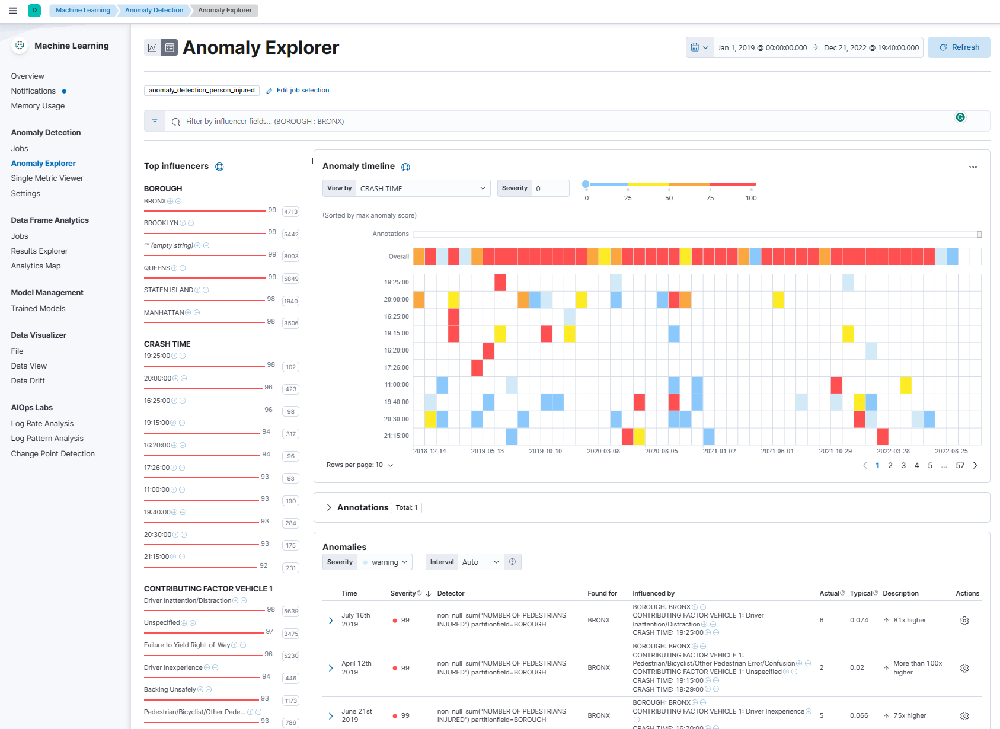 D Machine Learning Anomaly Detection Anomaly Explorer
Machine Learning
Overview
Notifications
Memory Usage
Anomaly Detection
Jobs
Anomaly Explorer
Single Metric Viewer
Settings
Data Frame Analytics
Jobs
Results Explorer
Analytics Map
Model Management
Trained Models
Data Visualizer
File
Data View
Data Drift
AIOps Labs
Log Rate Analysis
Log Pattern Analysis
Change Point Detection
Anomaly Explorer
Jan 1, 2019 @ 00:00:00.000 → Dec 21, 2022 @ 19:40:00.000
Refresh
anomaly_detection_person_injured Edit job selection
Filter by influencer fields... (BOROUGH : BRONX)
Top influencers
BOROUGH
BRONX
99 4713
BROOKLYN
99 5442
"" (empty string)
99 8003
QUEENS
99 5849
STATEN ISLAND
98 1940
MANHATTAN
98 3506
CRASH TIME
19:25:00
98 102
20:00:00
96 423
16:25:00
96 98
19:15:00
94 317
16:20:00
94 96
17:26:00
93 93
11:00:00
93 190
19:40:00
93 284
20:30:00
93 175
21:15:00
92 231
CONTRIBUTING FACTOR VEHICLE 1
Driver Inattention/Distraction
98 5639
Unspecified
97 3475
Failure to Yield Right-of-Way
96 5230
Driver Inexperience
94 446
Backing Unsafely
93 1173
Pedestrian/Bicyclist/Other Pede...
93 786
Anomaly timeline
View by CRASH TIME Severity 0
0 25 50 75 100
(Sorted by max anomaly score)
Annotations
Overall
19:25:00
20:00:00
16:25:00
19:15:00
16:20:00
17:26:00
11:00:00
19:40:00
20:30:00
21:15:00
2018-12-14 2019-05-13 2019-10-10 2020-03-08 2020-08-05 2021-01-02 2021-06-01 2021-10-29 2022-03-28 2022-08-25
Rows per page: 10 1 2 3 4 5 ... 57
Annotations Total: 1
Anomalies
Severity warning Interval Auto
Time Severity Detector Found for Influenced by Actual Typical Description Actions
July 16th
2019
99
non_null_sum("NUMBER OF PEDESTRIANS
INJURED") partitionfield=BOROUGH
BRONX
BOROUGH: BRONX
CONTRIBUTING FACTOR VEHICLE 1: Driver
Inattention/Distraction
CRASH TIME: 19:25:00
6 0.074 ↑ 81x higher
April 12th
2019
99
non_null_sum("NUMBER OF PEDESTRIANS
INJURED") partitionfield=BOROUGH
BRONX
BOROUGH: BRONX
CONTRIBUTING FACTOR VEHICLE 1:
Pedestrian/Bicyclist/Other Pedestrian Error/Confusion
CONTRIBUTING FACTOR VEHICLE 1: Unspecified
CRASH TIME: 19:15:00
CRASH TIME: 19:29:00
2 0.02 ↑ More than 100x
higher
June 21st
2019
99
non_null_sum("NUMBER OF PEDESTRIANS
INJURED") partitionfield=BOROUGH
BRONX
BOROUGH: BRONX
CONTRIBUTING FACTOR VEHICLE 1: Driver Inexperience
CRASH TIME: 16:20:00
5 0.066 ↑ 75x higher